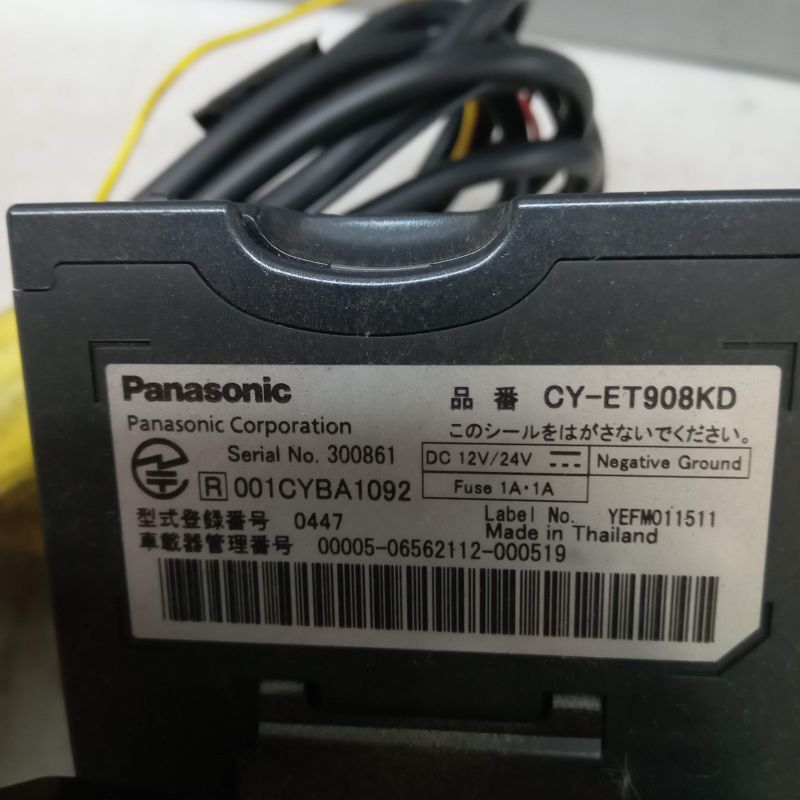 Panasonic
品番 CY-ET908KD
Panasonic Corporation
このシールをはがさないでください。
Serial No. 300861
DC 12V/24V
Negative Ground
R 001CYBA1092
Fuse 1A・1A
型式登録番号 0447
Label No. YEFM011511
Made in Thailand
車載器管理番号 00005-06562112-000519